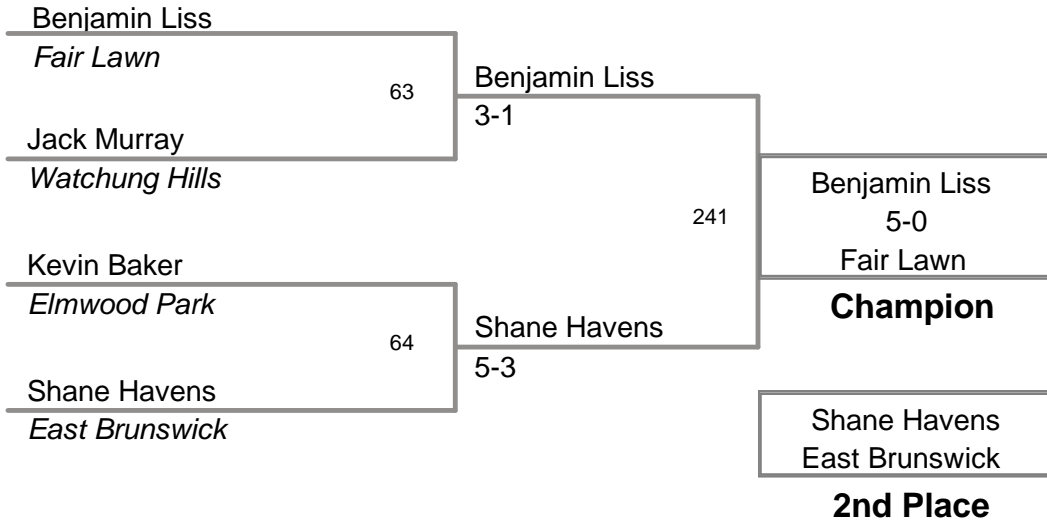 Benjamin Liss
Fair Lawn
63
Jack Murray
Watchung Hills
Benjamin Liss
3-1
Kevin Baker
Elmwood Park
64
Shane Havens
East Brunswick
Shane Havens
5-3
241
Benjamin Liss
5-0
Fair Lawn
Champion
Shane Havens
East Brunswick
2nd Place